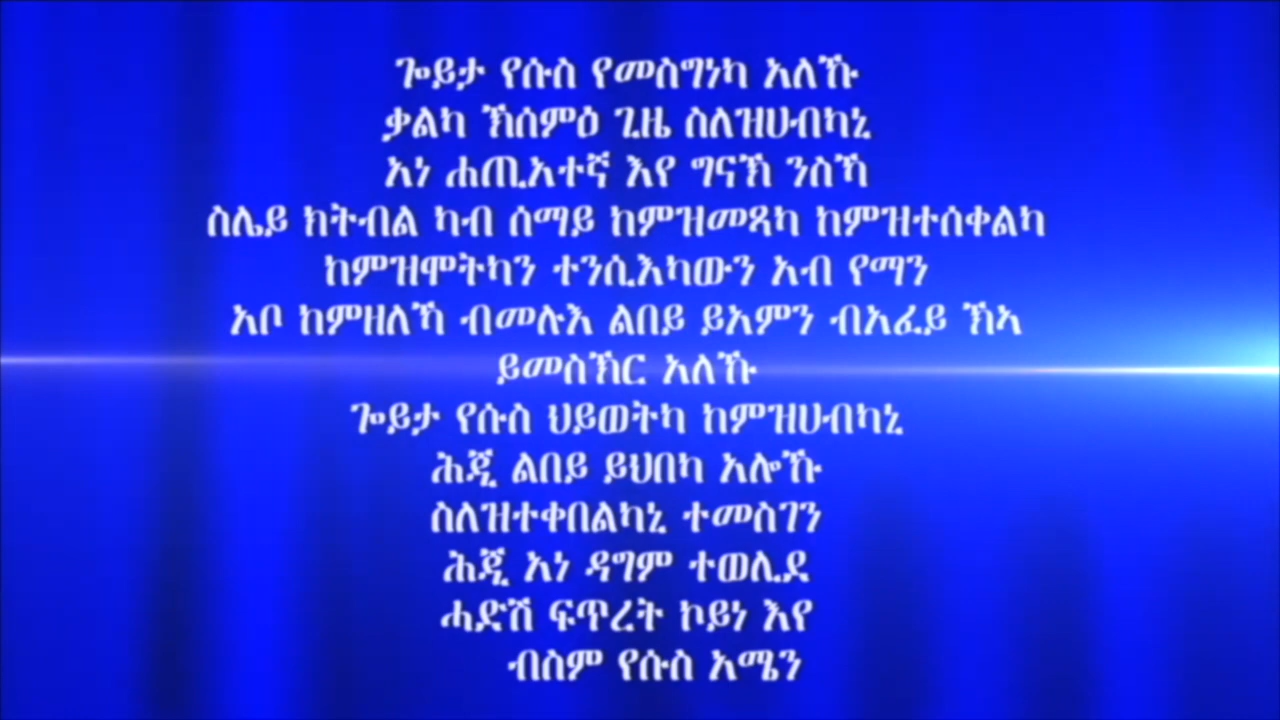 ጐይታ የሱስ የመስግነካ አለኹ
ቃልካ ኽሰምዕ ጊዜ ስለዝሀብካኒ
አነ ሐጢአተኛ እየ ግናኽ ንስኻ
ስሌይ ክትብል ካብ ሰማይ ከምዝመጻካ ከምዝተሰቀልካ
ከምዝሞትካን ተንሲእካውን አብ የማን
አቦ ከምዘለኻ ብመሉእ ልበይ ይአምን ብአፈይ ኽኣ
ይመስኽር አለኹ
ጐይታ የሱስ ህይወትካ ከምዝሀብካኒ
ሕጂ ልበይ ይህበካ አሎኹ
ስለዝተቀበልካኒ ተመስገን
ሕጂ አነ ዳግም ተወሊደ
ሓድሽ ፍጥረት ኮይነ እየ
ብስም የሱስ አሜን